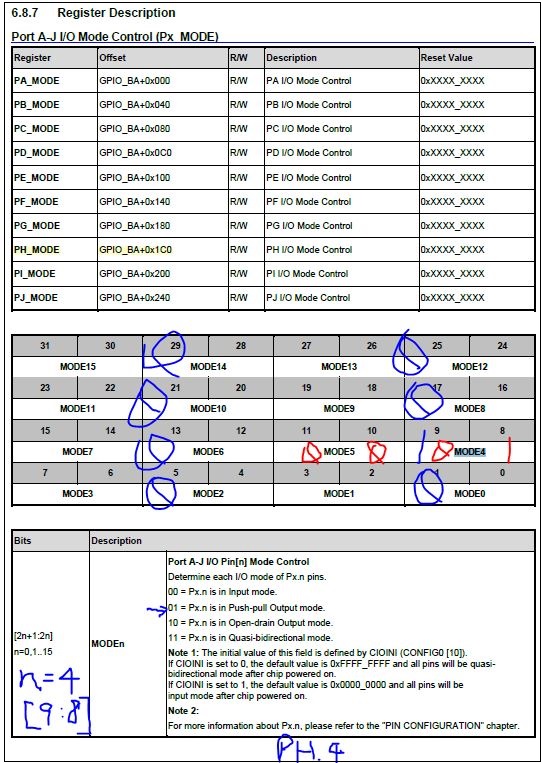 6.8.7 Register Description
Port A-J I/O Mode Control (Px_MODE)
Register Offset R/W Description Reset Value
PA_MODE GPIO_BA+0x000 R/W PA I/O Mode Control 0xXXXX_XXXX
PB_MODE GPIO_BA+0x040 R/W PB I/O Mode Control 0xXXXX_XXXX
PC_MODE GPIO_BA+0x080 R/W PC I/O Mode Control 0xXXXX_XXXX
PD_MODE GPIO_BA+0x0C0 R/W PD I/O Mode Control 0xXXXX_XXXX
PE_MODE GPIO_BA+0x100 R/W PE I/O Mode Control 0xXXXX_XXXX
PF_MODE GPIO_BA+0x140 R/W PF I/O Mode Control 0xXXXX_XXXX
PG_MODE GPIO_BA+0x180 R/W PG I/O Mode Control 0xXXXX_XXXX
PH_MODE GPIO_BA+0x1C0 R/W PH I/O Mode Control 0xXXXX_XXXX
PI_MODE GPIO_BA+0x200 R/W PI I/O Mode Control 0xXXXX_XXXX
PJ_MODE GPIO_BA+0x240 R/W PJ I/O Mode Control 0xXXXX_XXXX
31 30 29 28 27 26 25 24
MODE15 MODE14 MODE13 MODE12
23 22 21 20 19 18 17 16
MODE11 MODE10 MODE9 MODE8
15 14 13 12 11 10 9 8
MODE7 MODE6 0 MODE5 0 1 0 MODE4 1
7 6 5 4 3 2 1 0
MODE3 MODE2 MODE1 MODE0
Bits Description
[2n+1:2n]
n=0,1..15
n=4
[9:8]
MODEn
Port A-J I/O Pin[n] Mode Control
Determine each I/O mode of Px.n pins.
00 = Px.n is in Input mode.
01 = Px.n is in Push-pull Output mode.
10 = Px.n is in Open-drain Output mode.
11 = Px.n is in Quasi-bidirectional mode.
Note 1: The initial value of this field is defined by CIOINI (CONFIG0 [10]).
If CIOINI is set to 0, the default value is 0xFFFF_FFFF and all pins will be quasi-
bidirectional mode after chip powered on.
If CIOINI is set to 1, the default value is 0x0000_0000 and all pins will be
input mode after chip powered on.
Note 2:
For more information about Px.n, please refer to the "PIN CONFIGURATION" chapter.
PH.4